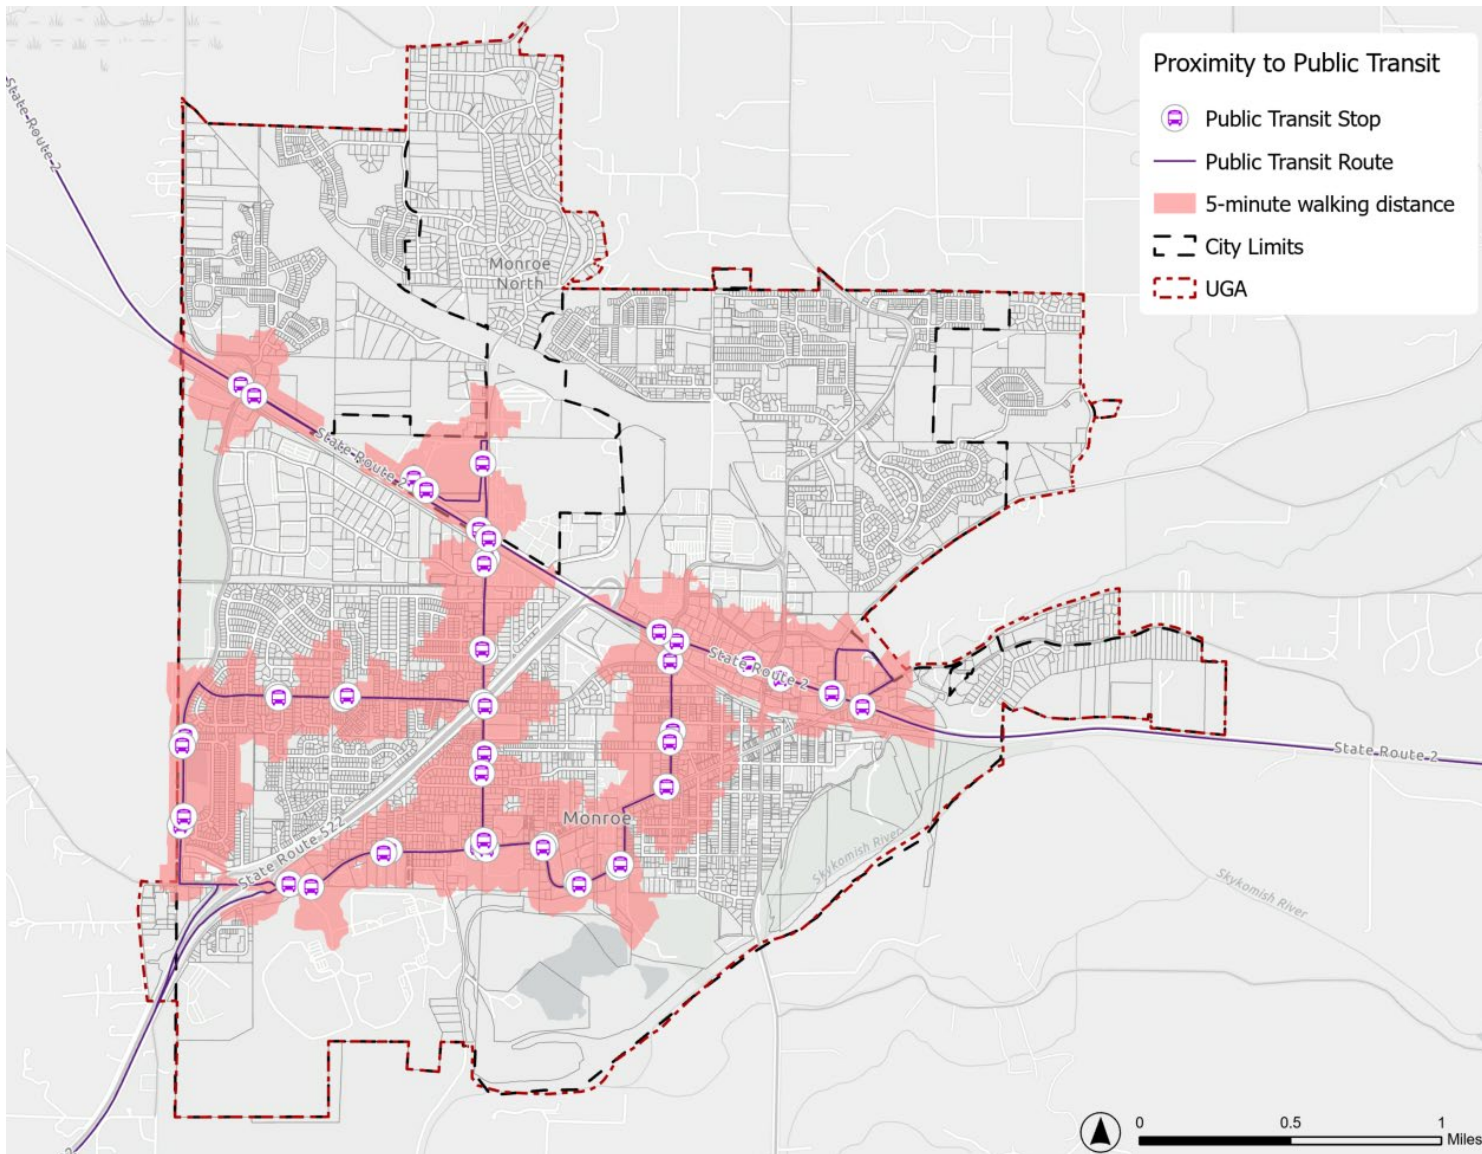 Proximity to Public Transit
Public Transit Stop
Public Transit Route
5-minute walking distance
City Limits
UGA
State Route 2
Monroe
North
State Route 2
State Route 2
State Route 2
Monroe
State Route 522
Skykomish River
Skykomish River
0
0.5
1
Miles